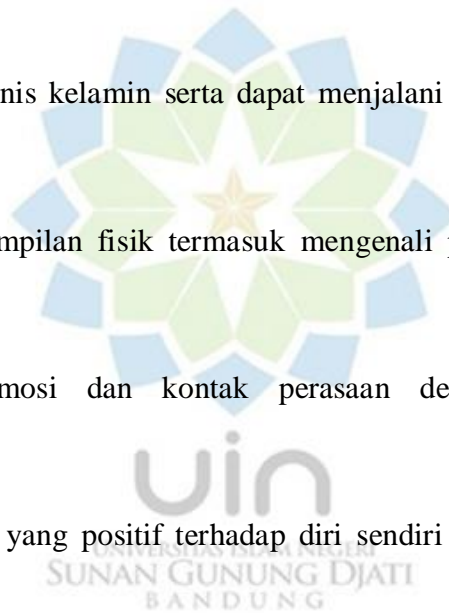 nis kelamin serta dapat menjalani
mpilan fisik termasuk mengenali
mosi dan kontak perasaan de
yang positif terhadap diri sendiri
uin
UNIVERSITAS ISLAM NEGERI
SUNAN GUNUNG DJATI
BANDUNG